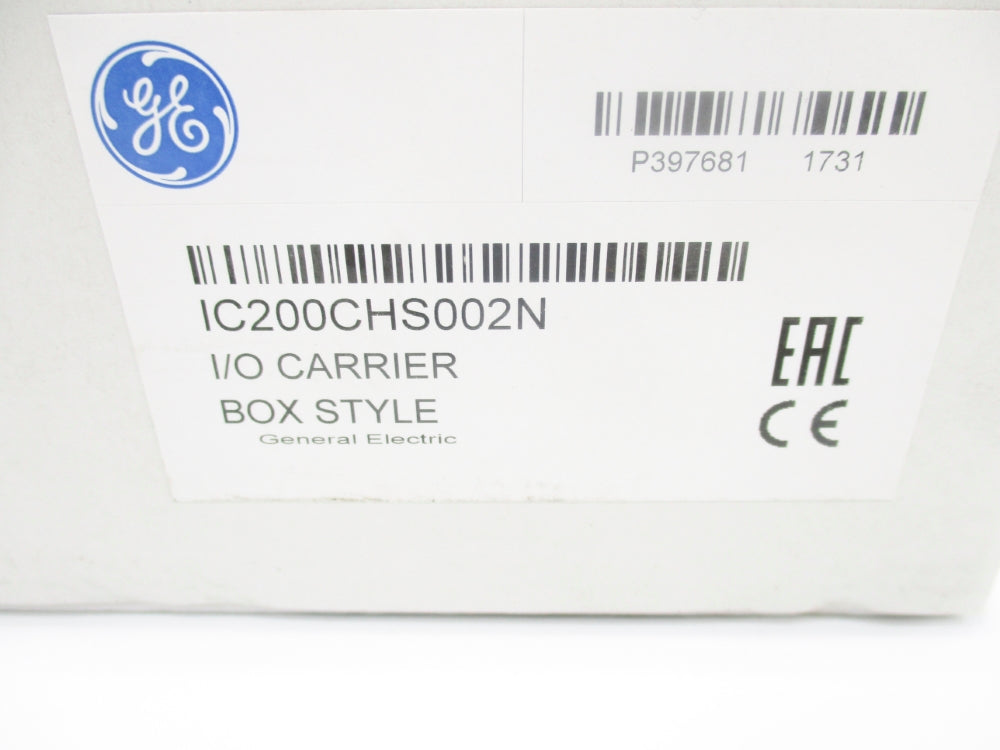 GE
P397681 1731
IC200CHS002N
I/O CARRIER
BOX STYLE
General Electric
EAC
CE